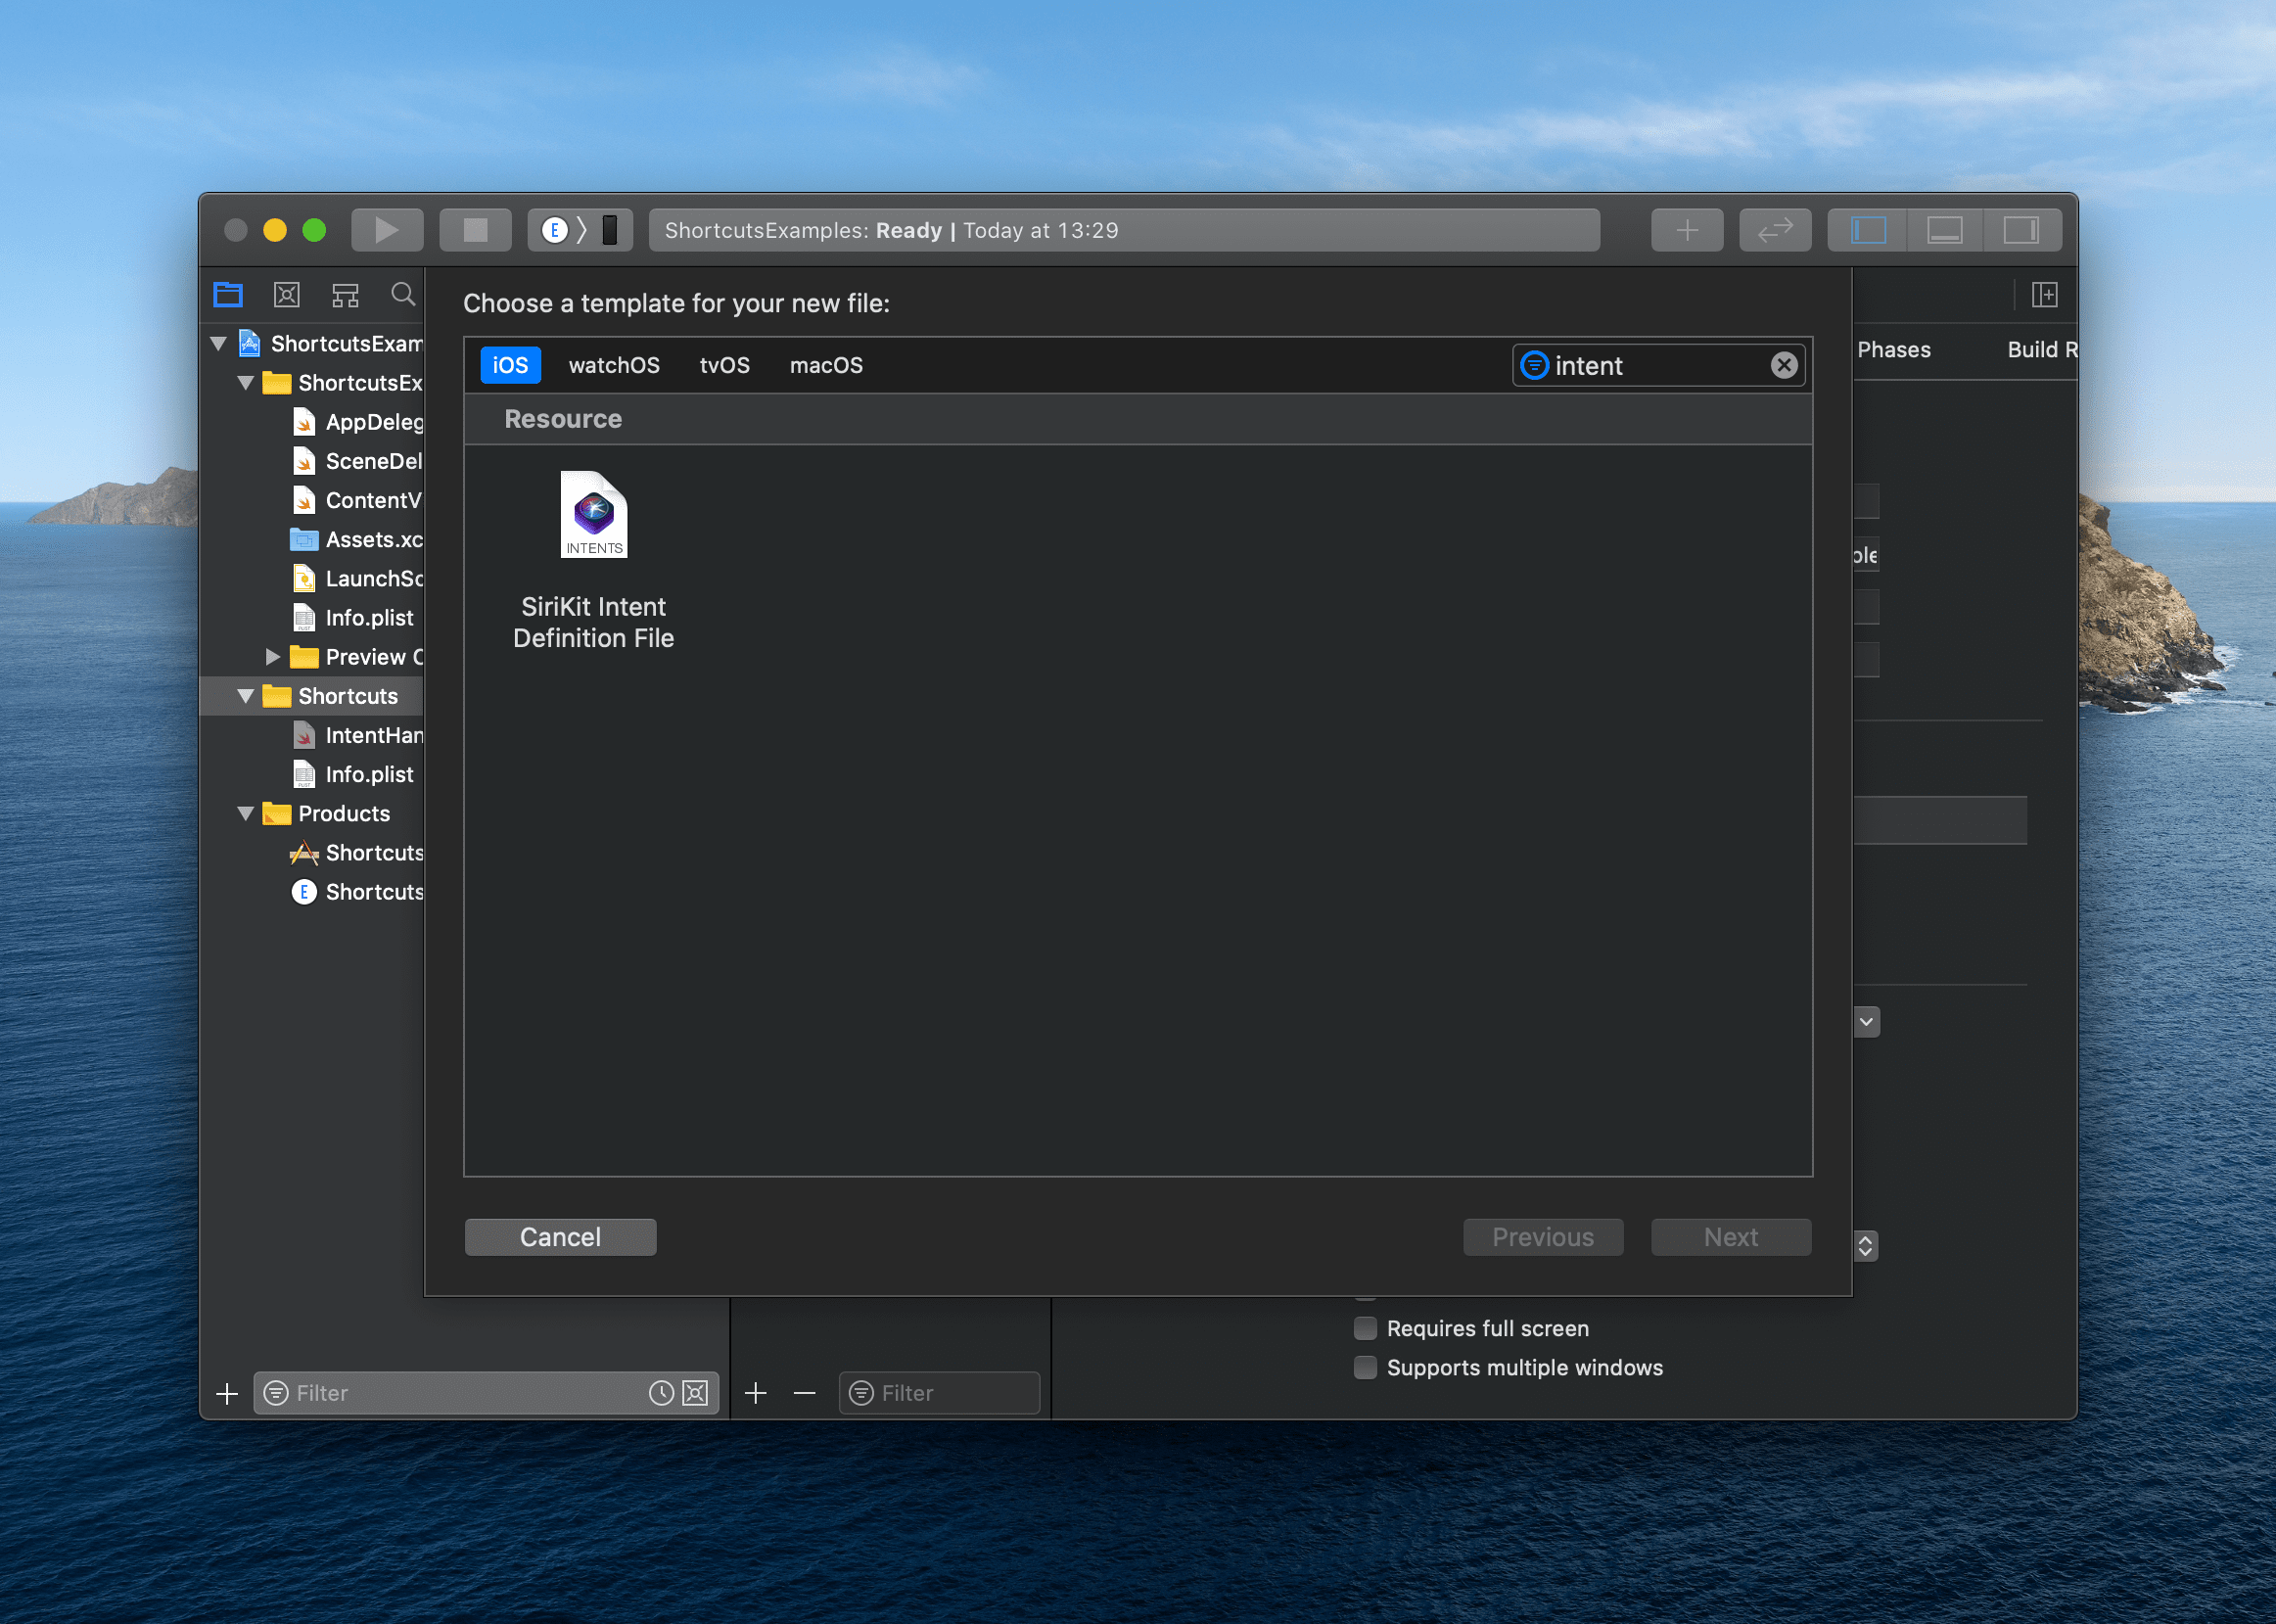 ShortcutsExamples: Ready | Today at 13:29
E
Choose a template for your new file:
iOS
watchOS
tvOS
macOS
intent
Resource
INTENTS
SiriKit Intent
Definition File
Cancel
Previous
Next
ShortcutsExam
ShortcutsEx
AppDeleg
SceneDel
ContentV
Assets.xc
LaunchSc
Info.plist
Preview C
Shortcuts
IntentHan
Info.plist
Products
Shortcuts
E Shortcuts
Phases
Build R
ple
Requires full screen
Supports multiple windows
Filter
Filter